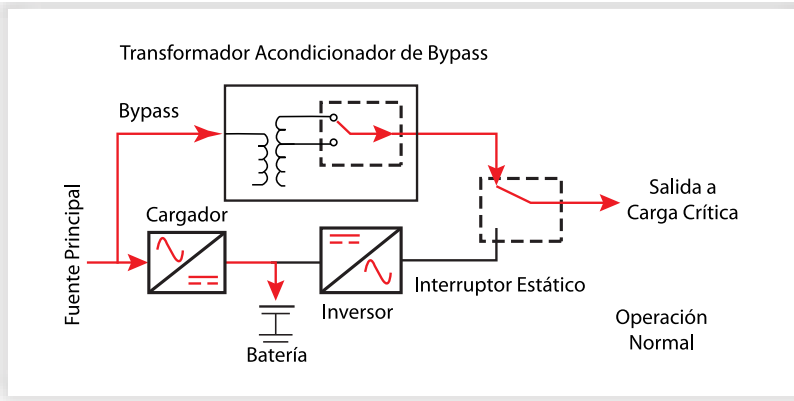 Transformador Acondicionador de Bypass
Bypass
Fuente Principal
Cargador
Salida a
Carga Crítica
Interruptor Estático
Inversor
Batería
Operación
Normal